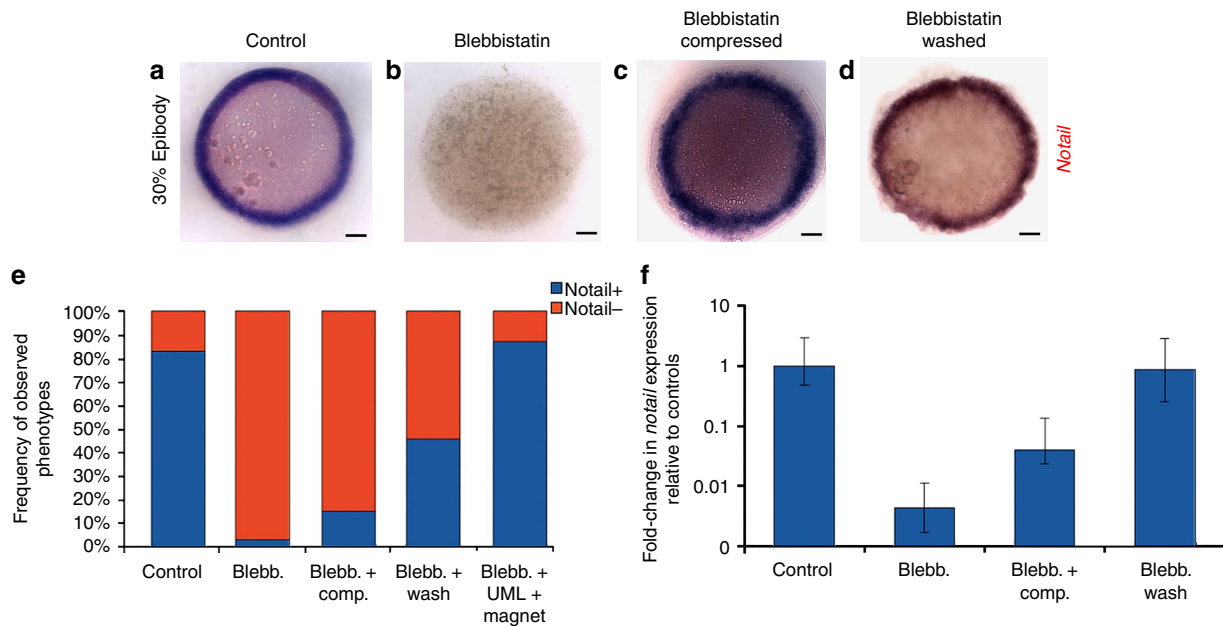 Control
Blebbistatin
Blebbistatin
compressed
Blebbistatin
washed
a
b
c
d
30% Epibody
Notail
e
Notail+
Notail–
Frequency of observed
phenotypes
100%
90%
80%
70%
60%
50%
40%
30%
20%
10%
0%
Control
Blebb.
Blebb. +
comp.
Blebb. +
wash
Blebb. +
UML +
magnet
f
Fold-change in notail expression
relative to controls
10
1
0.1
0.01
0
Control
Blebb.
Blebb. +
comp.
Blebb.
wash